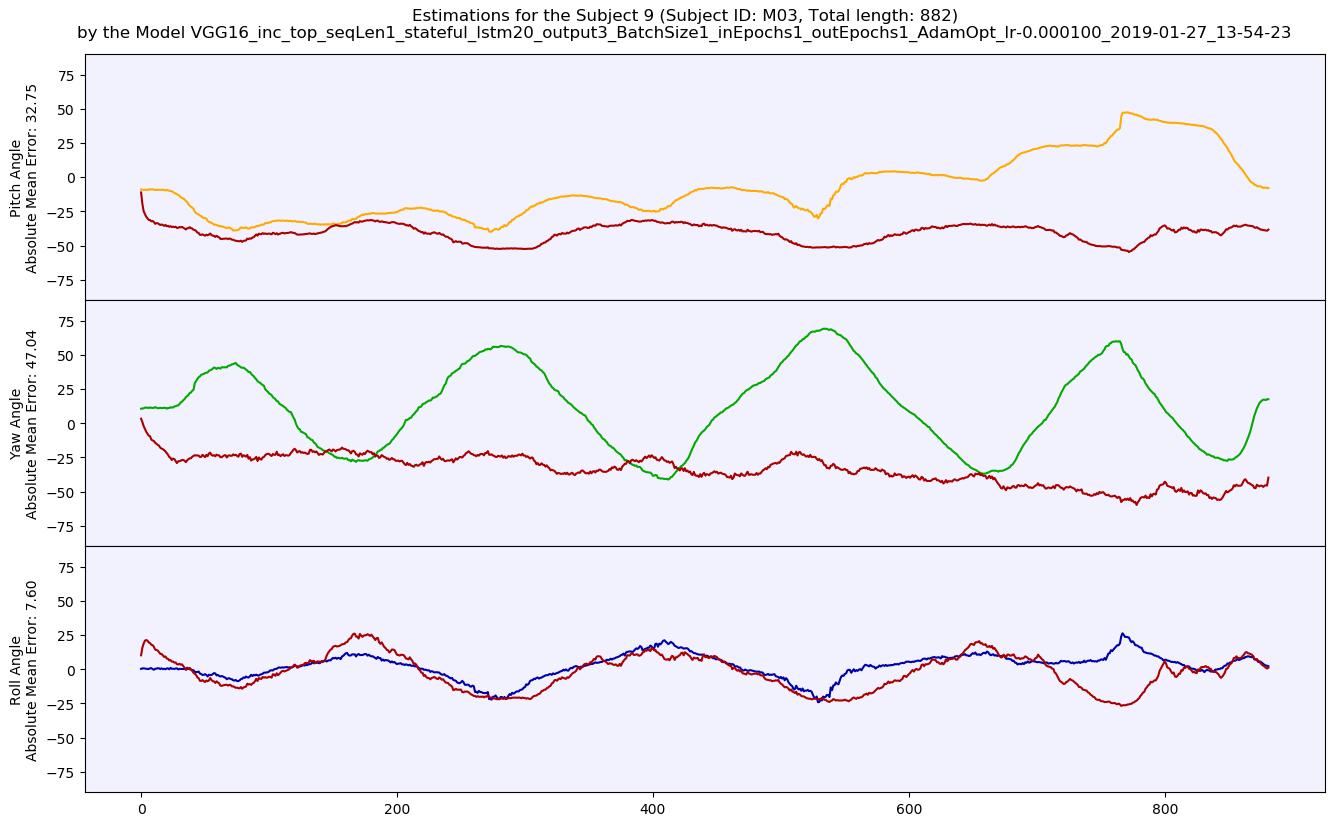 Estimations for the Subject 9 (Subject ID: M03, Total length: 882)
by the Model VGG16_inc_top_seqLen1_stateful_lstm20_output3_BatchSize1_inEpochs1_outEpochs1_AdamOpt_lr-0.000100_2019-01-27_13-54-23
Pitch Angle
Absolute Mean Error: 32.75
75
50
25
0
−25
−50
−75
Yaw Angle
Absolute Mean Error: 47.04
75
50
25
0
−25
−50
−75
Roll Angle
Absolute Mean Error: 7.60
75
50
25
0
−25
−50
−75
0 200 400 600 800